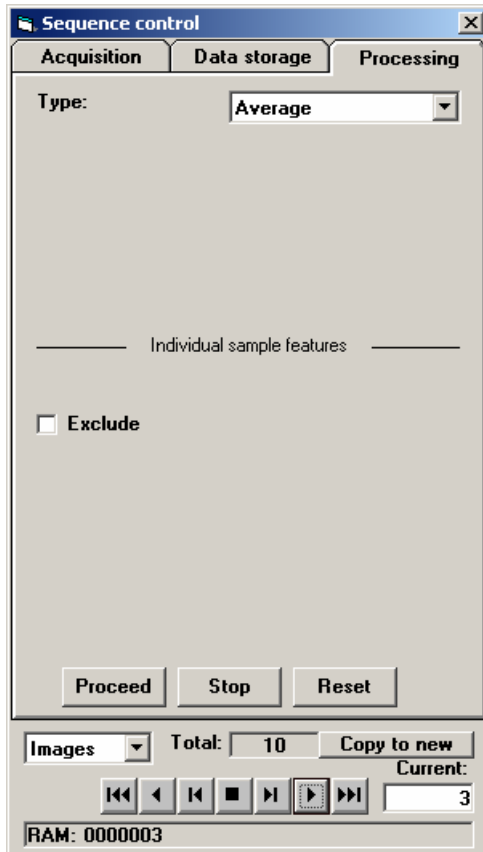 Sequence control
Acquisition Data storage Processing
Type: Average
Individual sample features
Exclude
Proceed Stop Reset
Images Total: 10 Copy to new
Current:
3
RAM: 0000003